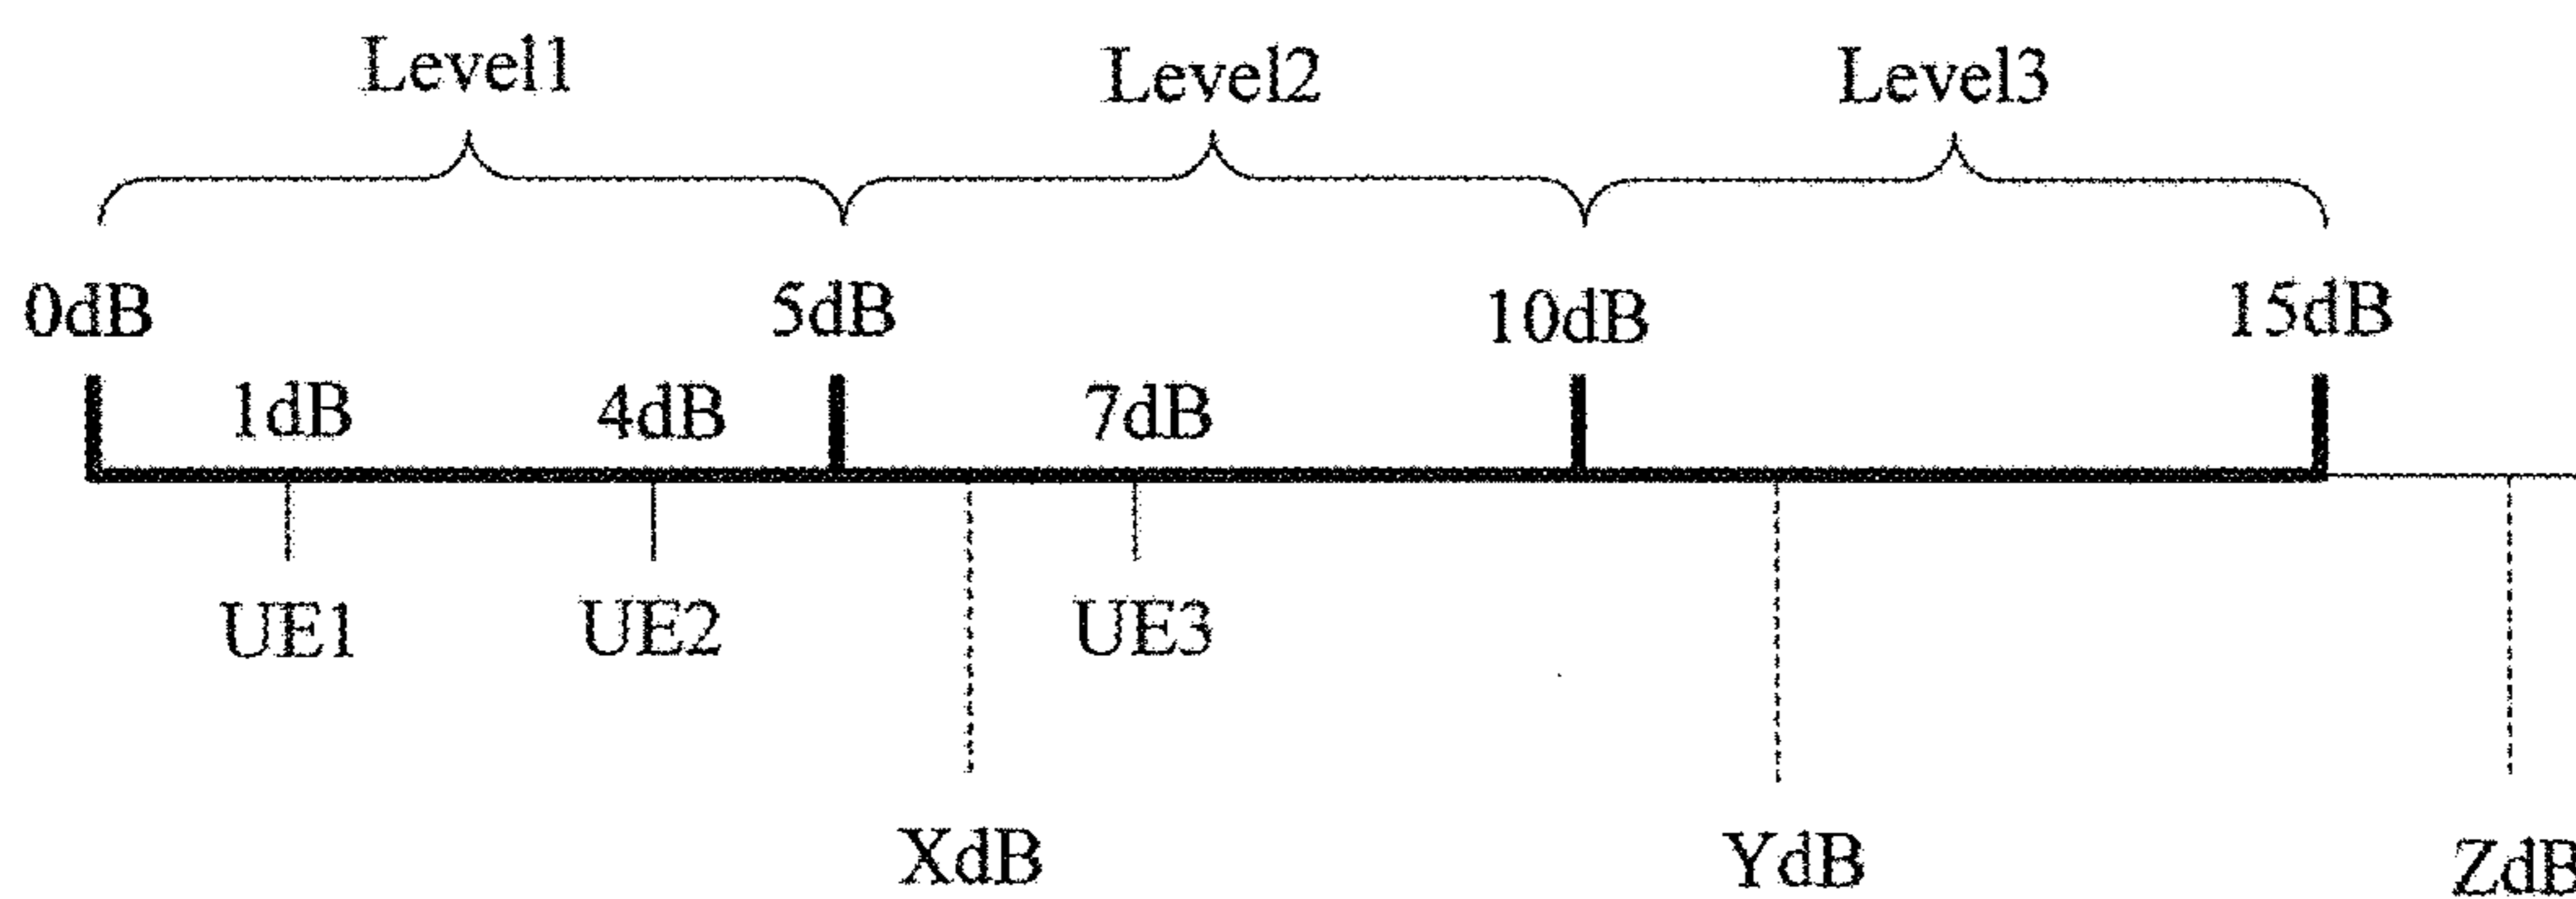 Level1 Level2 Level3
0dB 5dB 10dB 15dB
1dB 4dB 7dB
UE1 UE2 UE3
XdB YdB ZdB